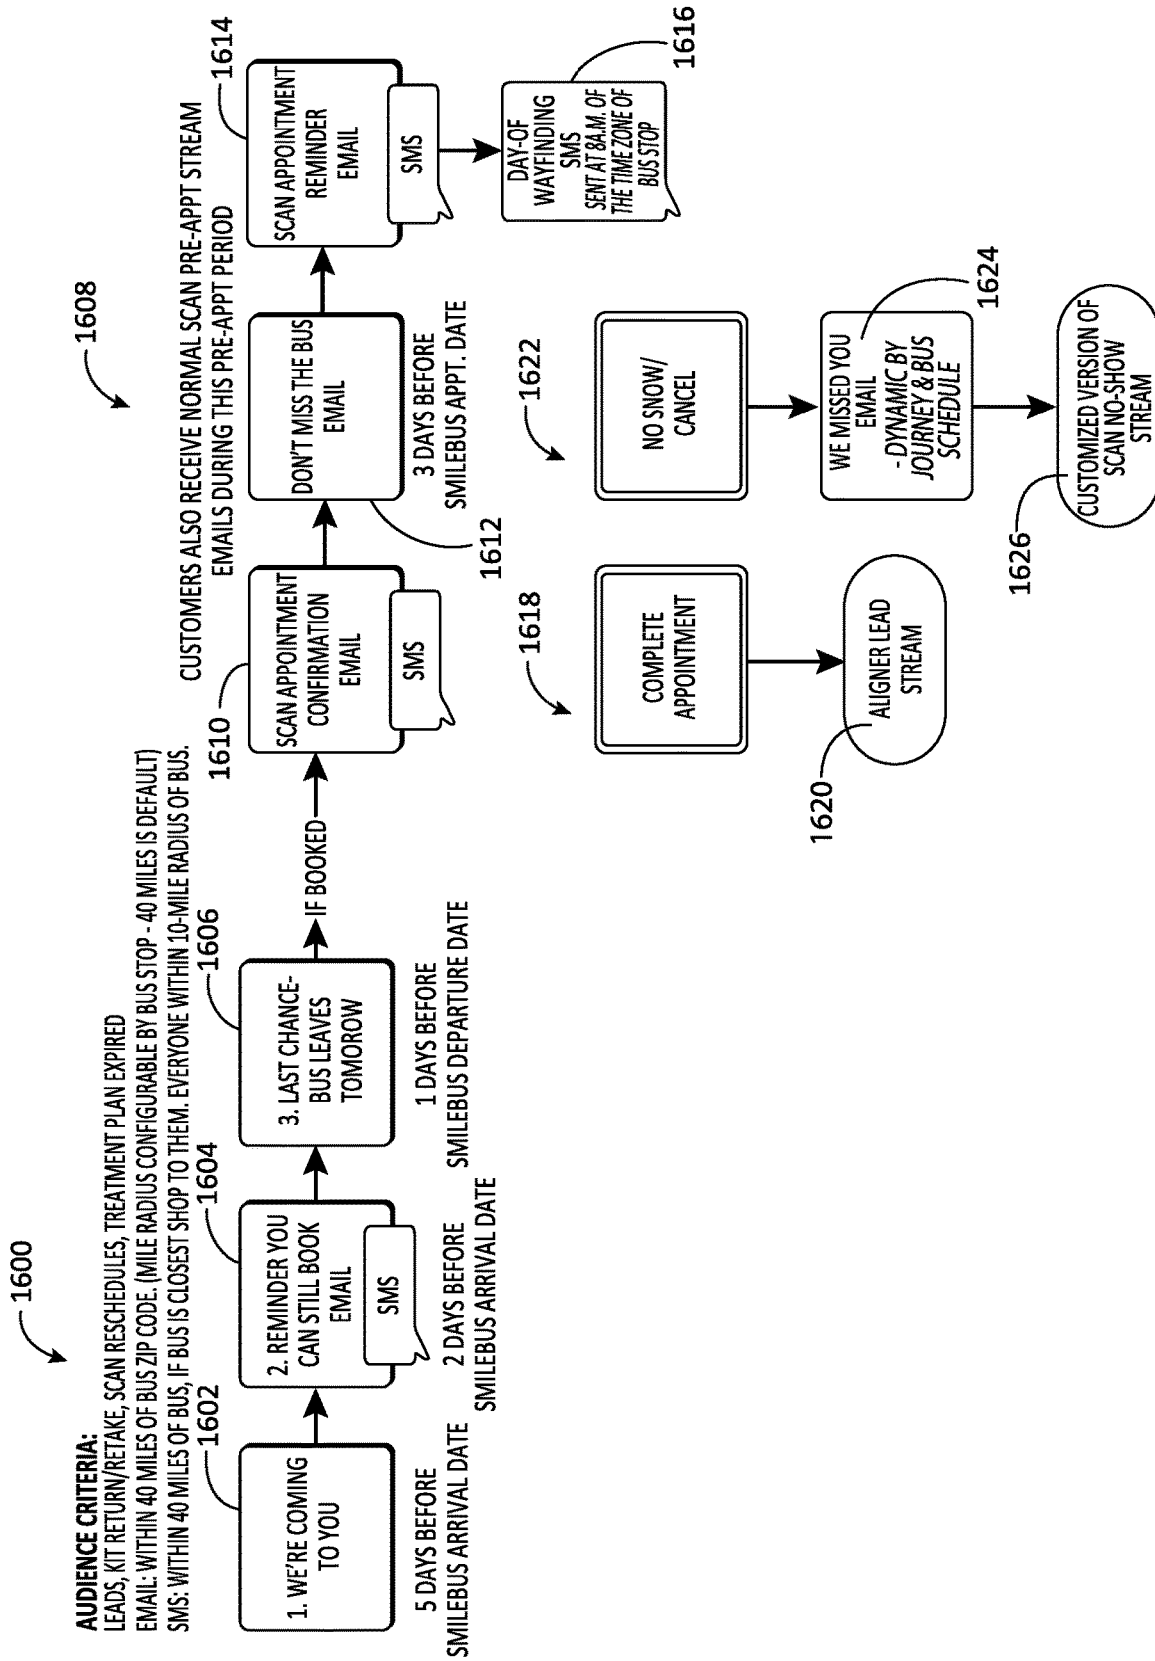 1600
AUDIENCE CRITERIA:
LEADS, KIT RETURN/RETAKE, SCAN RESCHEDULES, TREATMENT PLAN EXPIRED
EMAIL: WITHIN 40 MILES OF BUS ZIP CODE. (MILE RADIUS CONFIGURABLE BY BUS STOP - 40 MILES IS DEFAULT)
SMS: WITHIN 40 MILES OF BUS, IF BUS IS CLOSEST SHOP TO THEM. EVERYONE WITHIN 10-MILE RADIUS OF BUS.
1602
1. WE'RE COMING
TO YOU
5 DAYS BEFORE
SMILEBUS ARRIVAL DATE
1604
2. REMINDER YOU
CAN STILL BOOK
EMAIL
SMS
2 DAYS BEFORE
SMILEBUS ARRIVAL DATE
1606
3. LAST CHANCE-
BUS LEAVES
TOMOROW
1 DAYS BEFORE
SMILEBUS DEPARTURE DATE
IF BOOKED
1608
CUSTOMERS ALSO RECEIVE NORMAL SCAN PRE-APPT STREAM
EMAILS DURING THIS PRE-APPT PERIOD
1610
SCAN APPOINTMENT
CONFIRMATION
EMAIL
SMS
DON'T MISS THE BUS
EMAIL
1612
3 DAYS BEFORE
SMILEBUS APPT. DATE
1614
SCAN APPOINTMENT
REMINDER
EMAIL
SMS
DAY-OF
WAYFINDING
SMS
SENT AT 8A.M. OF
THE TIME ZONE OF
BUS STOP
1616
1618
COMPLETE
APPOINTMENT
1620
ALIGNER LEAD
STREAM
1622
NO SNOW/
CANCEL
1624
WE MISSED YOU
EMAIL
- DYNAMIC BY
JOURNEY & BUS
SCHEDULE
1626
CUSTOMIZED VERSION OF
SCAN NO-SHOW
STREAM